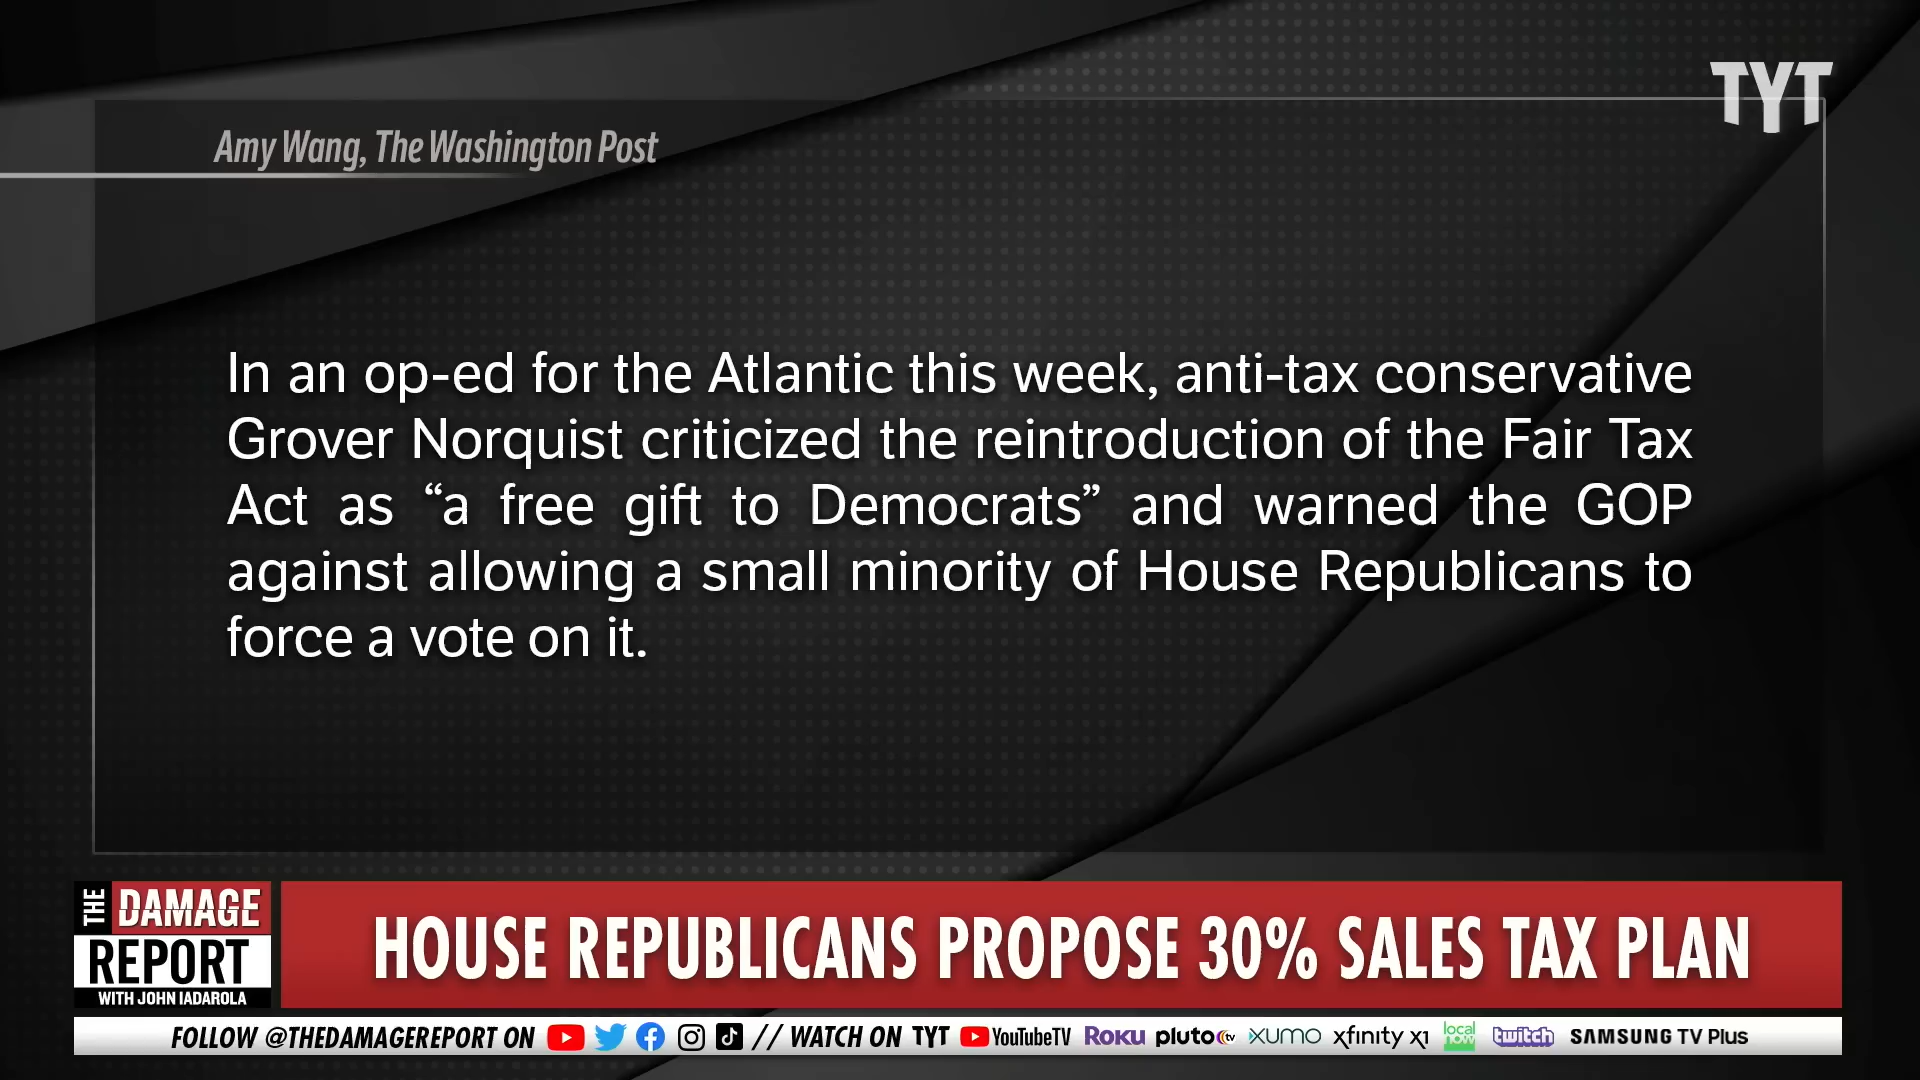 TYT
Amy Wang, The Washington Post
In an op-ed for the Atlantic this week, anti-tax conservative
Grover Norquist criticized the reintroduction of the Fair Tax
Act as “a free gift to Democrats” and warned the GOP
against allowing a small minority of House Republicans to
force a vote on it.
THE DAMAGE
REPORT
WITH JOHN IADAROLA
HOUSE REPUBLICANS PROPOSE 30% SALES TAX PLAN
FOLLOW @THEDAMAGEREPORT ON // WATCH ON TYT YouTubeTV ROKU pluto tv XUMO xfinity x1 local now twitch SAMSUNG TV Plus